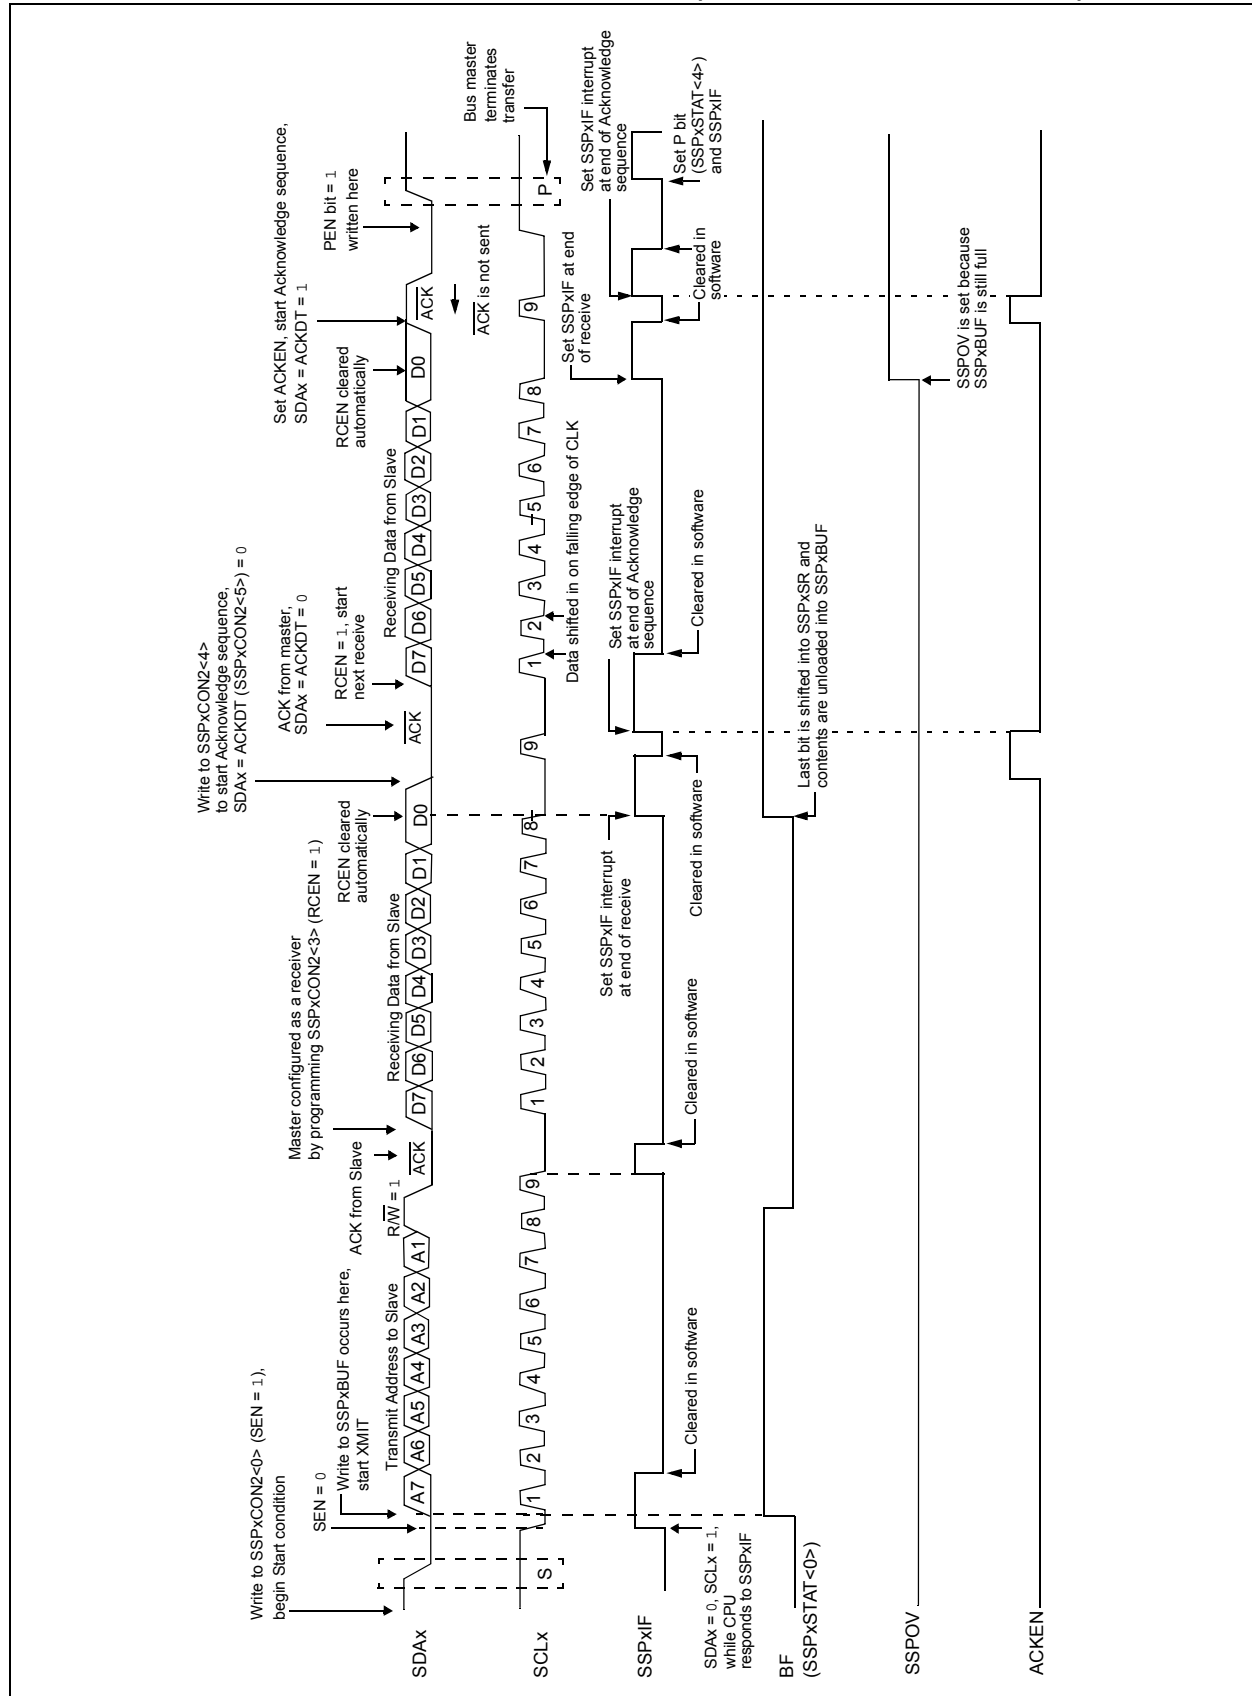 Write to SSPxCON2<0> (SEN = 1),
begin Start condition
SEN = 0
Write to SSPxBUF occurs here,
start XMIT
ACK from Slave
Master configured as a receiver
by programming SSPxCON2<3> (RCEN = 1)
RCEN cleared
automatically
Write to SSPxCON2<4>
to start Acknowledge sequence,
SDAx = ACKDT (SSPxCON2<5>) = 0
ACK from master,
SDAx = ACKDT = 0
RCEN = 1, start
next receive
RCEN cleared
automatically
Set ACKEN, start Acknowledge sequence,
SDAx = ACKDT = 1
PEN bit = 1
written here
Transmit Address to Slave
R/W = 1
Receiving Data from Slave
Receiving Data from Slave
SDAx
A7 A6 A5 A4 A3 A2 A1
ACK
D7 D6 D5 D4 D3 D2 D1 D0
ACK
D7 D6 D5 D4 D3 D2 D1 D0
ACK
ACK is not sent
Bus master
terminates
transfer
SCLx
S
1 2 3 4 5 6 7 8 9
1 2 3 4 5 6 7 8 9
1 2 3 4 5 6 7 8 9
P
Data shifted in on falling edge of CLK
Set SSPxIF interrupt
at end of receive
Set SSPxIF interrupt
at end of Acknowledge
sequence
Set SSPxIF at end
of receive
Set SSPxIF interrupt
at end of Acknowledge
sequence
SSPxIF
SDAx = 0, SCLx = 1,
while CPU
responds to SSPxIF
Cleared in software
Cleared in software
Cleared in software
Cleared in software
Cleared in
software
Set P bit
(SSPxSTAT<4>)
and SSPxIF
BF
(SSPxSTAT<0>)
Last bit is shifted into SSPxSR and
contents are unloaded into SSPxBUF
SSPOV
SSPOV is set because
SSPxBUF is still full
ACKEN